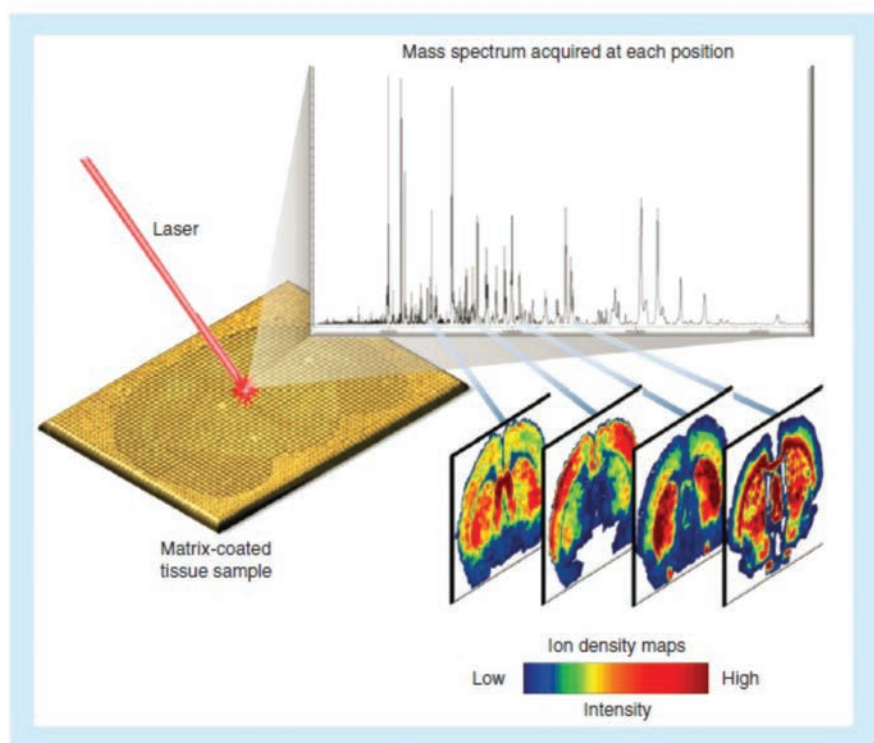 Mass spectrum acquired at each position
Laser
Matrix-coated
tissue sample
Ion density maps
Low
High
Intensity